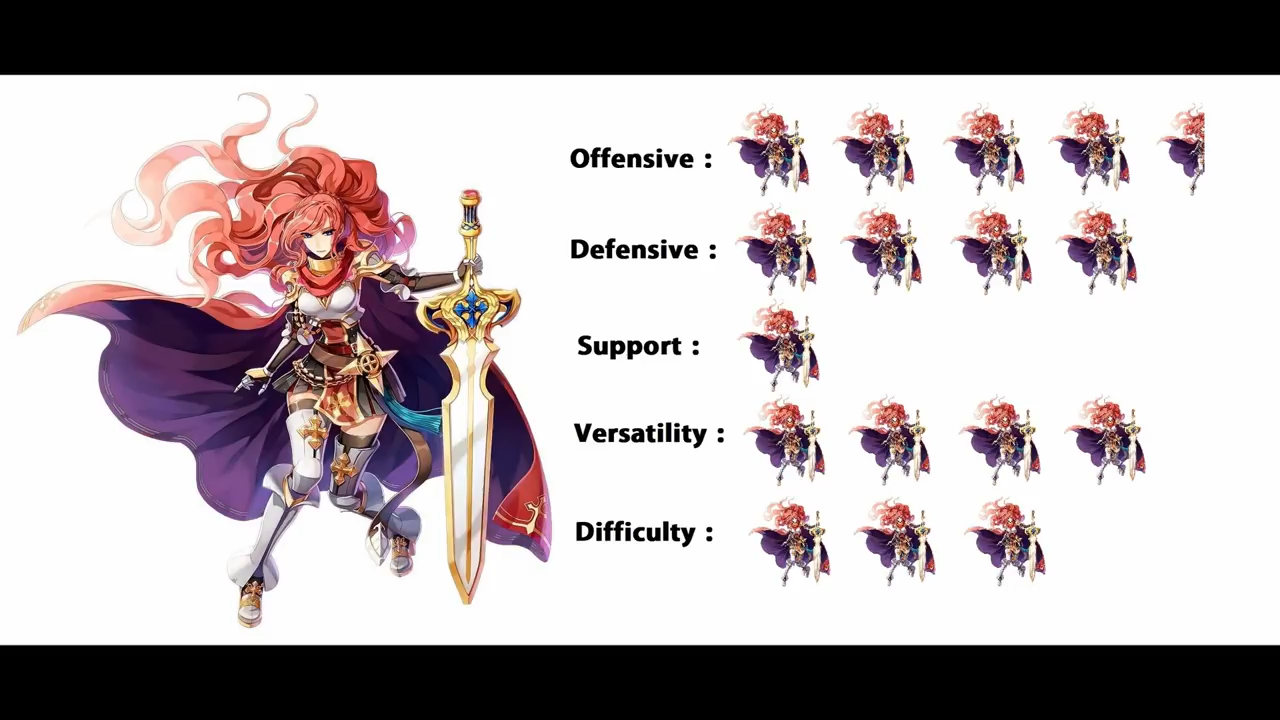 Offensive :
Defensive :
Support :
Versatility :
Difficulty :